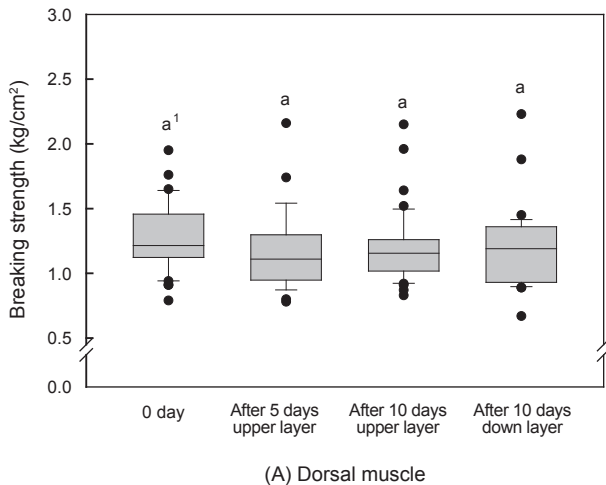 3.0
2.5
2.0
1.5
1.0
0.5
0.0
Breaking strength (kg/cm²)
a¹
a
a
a
0 day
After 5 days
upper layer
After 10 days
upper layer
After 10 days
down layer
(A) Dorsal muscle